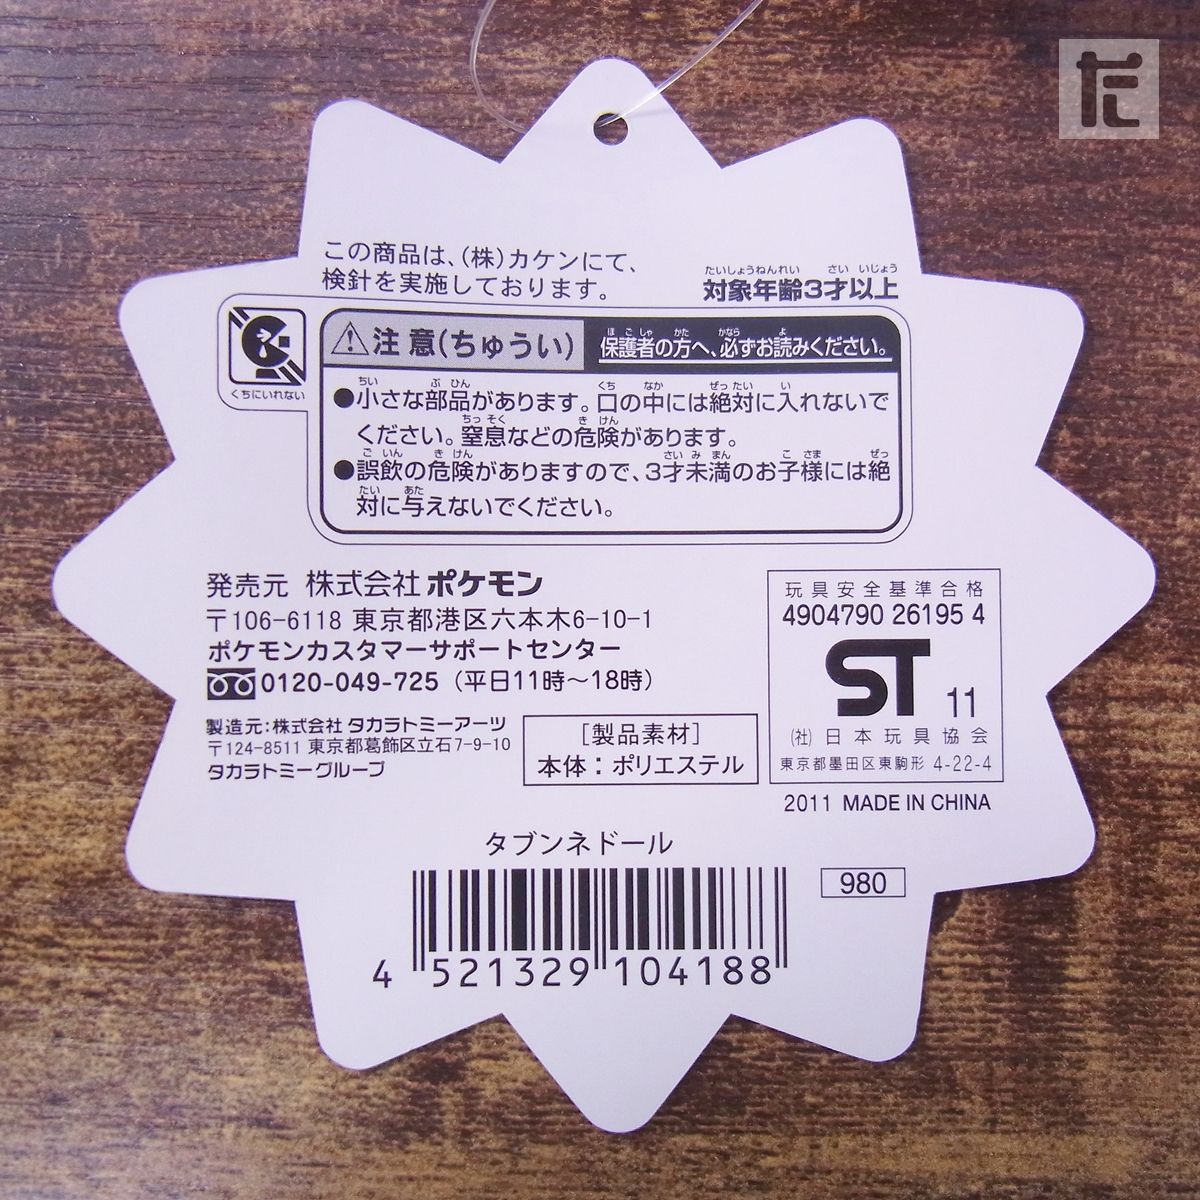 この商品は、(株)カケンにて、
検針を実施しております。
たいしょうねんれい さい いじょう
対象年齢3才以上
くちにいれない
注意(ちゅうい)
ほごしゃ かた かなら よ
保護者の方へ、必ずお読みください。
ちい ぶひん くち なか ぜったい い
●小さな部品があります。口の中には絶対に入れないで
ちっそく きけん
ください。窒息などの危険があります。
ごいん きけん さいみまん こさま ぜっ
●誤飲の危険がありますので、3才未満のお子様には絶
たい あた
対に与えないでください。
発売元 株式会社 ポケモン
〒106-6118 東京都港区六本木6-10-1
ポケモンカスタマーサポートセンター
0120-049-725 (平日11時~18時)
製造元:株式会社 タカラトミーアーツ
〒124-8511 東京都葛飾区立石7-9-10
タカラトミーグループ
[製品素材]
本体:ポリエステル
玩具安全基準合格
4904790 26195 4
ST 11
(社)日本玩具協会
東京都墨田区東駒形 4-22-4
2011 MADE IN CHINA
タブンネドール
980
4 521329 104188